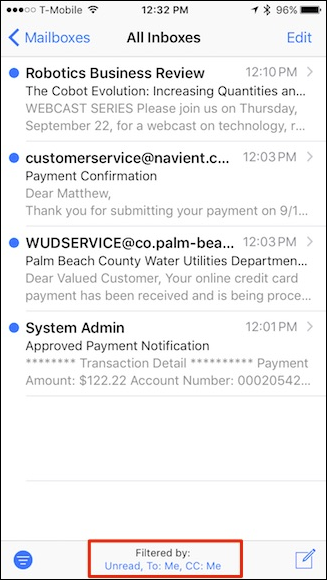 T-Mobile 12:32 PM 96%
Mailboxes All Inboxes Edit
Robotics Business Review 12:10 PM
The Cobot Evolution: Increasing Quantities an...
WEBCAST SERIES Please join us on Thursday,
September 22, for a webcast on technology, r...
customerservice@navient.c... 12:03 PM
Payment Confirmation
Dear Matthew,
Thank you for submitting your payment on 9/1...
WUDSERVICE@co.palm-bea... 12:03 PM
Palm Beach County Water Utilities Departmen...
Dear Valued Customer, Your online credit card
payment has been received and is being proce...
System Admin 12:01 PM
Approved Payment Notification
******** Transaction Detail ********** Payment
Amount: $122.22 Account Number: 00020542...
Filtered by:
Unread, To: Me, CC: Me